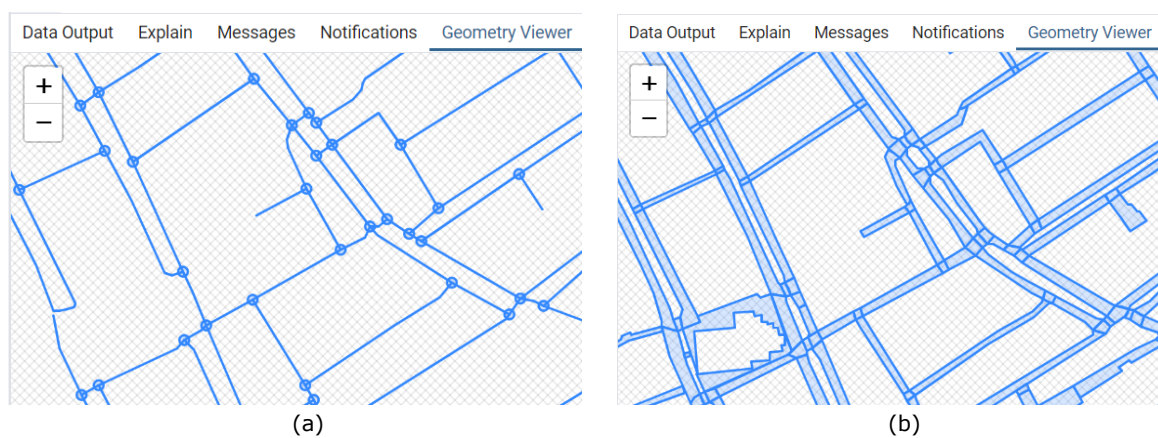 Data Output Explain Messages Notifications Geometry Viewer
+
−
(a)
Data Output Explain Messages Notifications Geometry Viewer
+
−
(b)